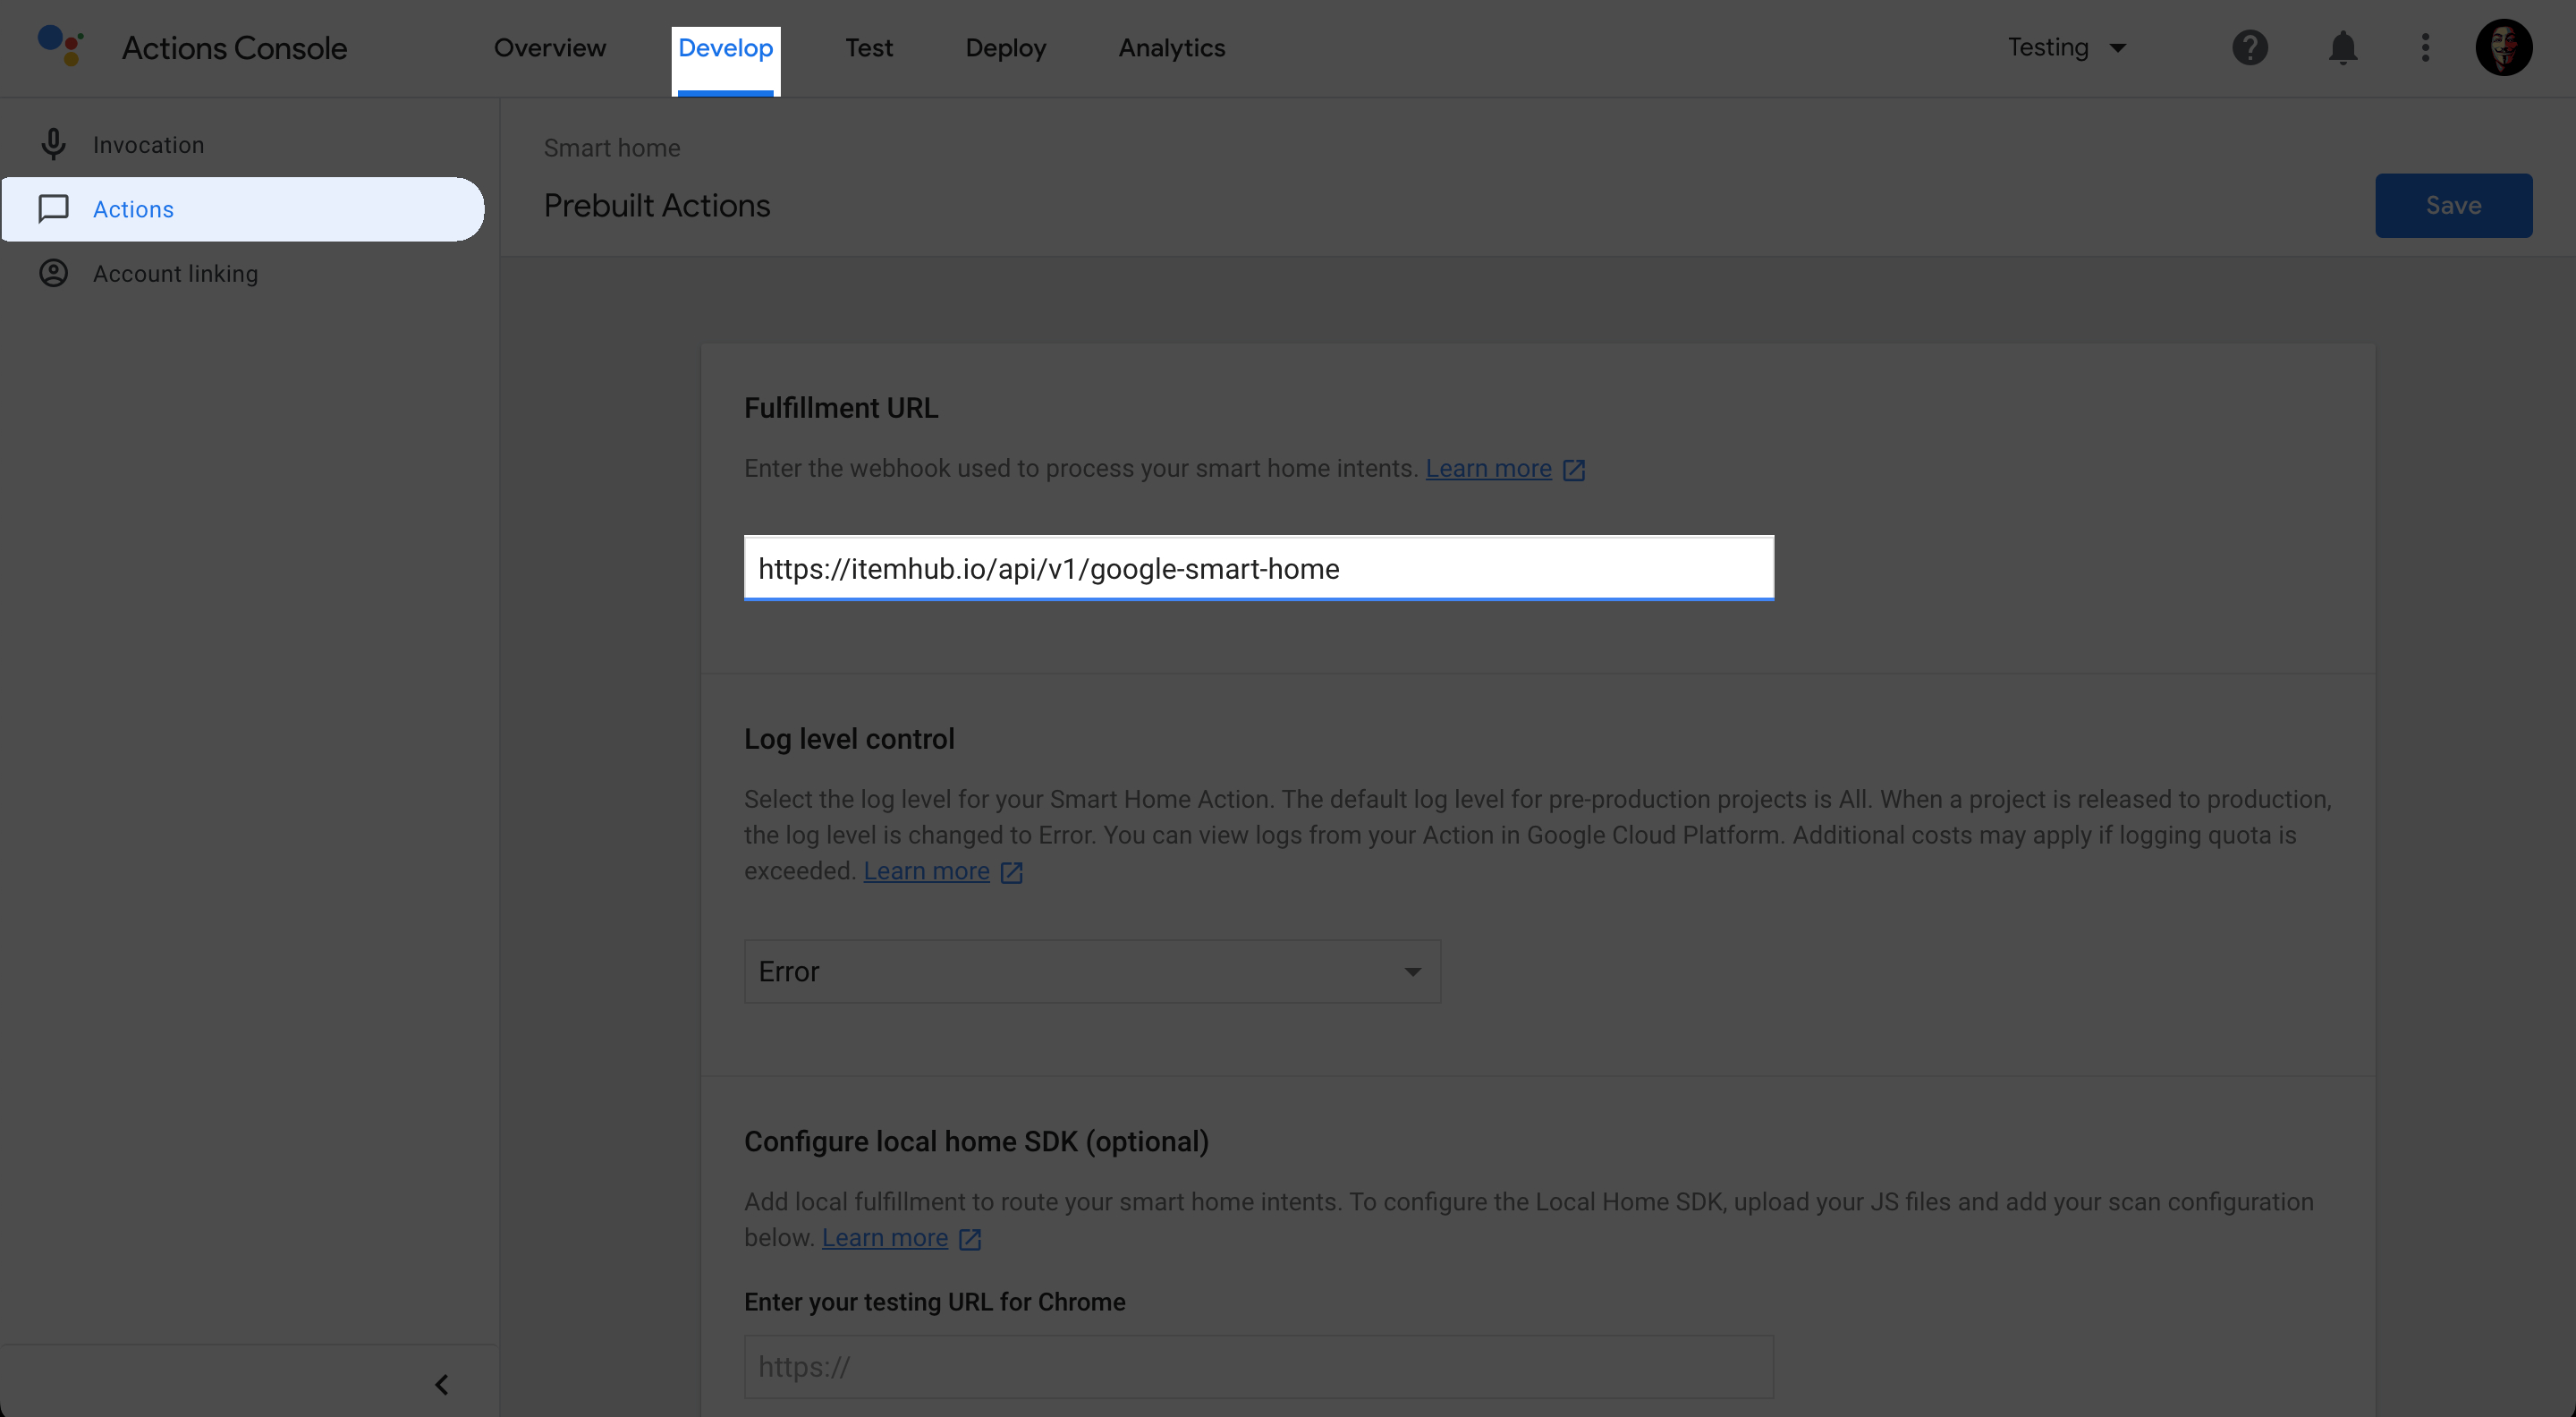 Actions Console
Overview
Develop
Test
Deploy
Analytics
Testing
Invocation
Actions
Account linking
Smart home
Prebuilt Actions
Save
Fulfillment URL
Enter the webhook used to process your smart home intents. Learn more
https://itemhub.io/api/v1/google-smart-home
Log level control
Select the log level for your Smart Home Action. The default log level for pre-production projects is All. When a project is released to production,
the log level is changed to Error. You can view logs from your Action in Google Cloud Platform. Additional costs may apply if logging quota is
exceeded. Learn more
Error
Configure local home SDK (optional)
Add local fulfillment to route your smart home intents. To configure the Local Home SDK, upload your JS files and add your scan configuration
below. Learn more
Enter your testing URL for Chrome
https://